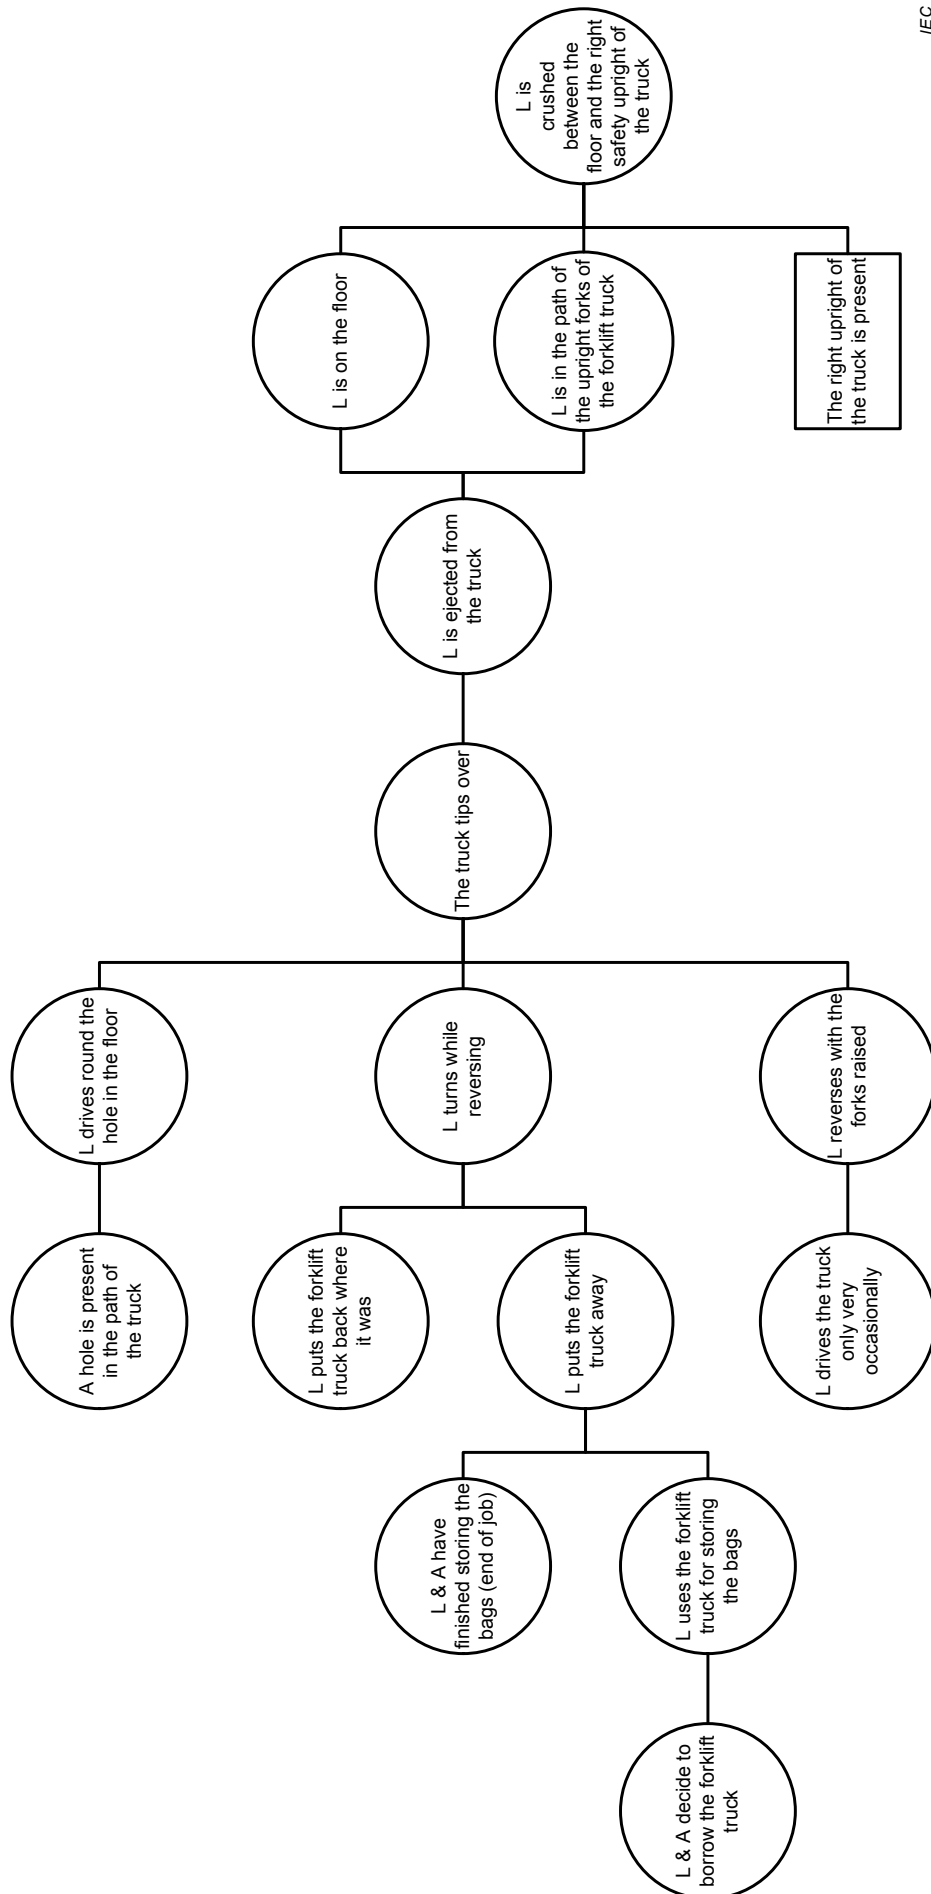 L is
crushed
between the
floor and the right
safety upright of
the truck
L is on the floor
L is in the path of
the upright forks of
the forklift truck
The right upright of
the truck is present
L is ejected from
the truck
The truck tips over
L drives round the
hole in the floor
L turns while
reversing
L reverses with the
forks raised
A hole is present
in the path of
the truck
L puts the forklift
truck back where
it was
L puts the forklift
truck away
L drives the truck
only very
occasionally
L & A have
finished storing the
bags (end of job)
L uses the forklift
truck for storing
the bags
L & A decide to
borrow the forklift
truck
IEC